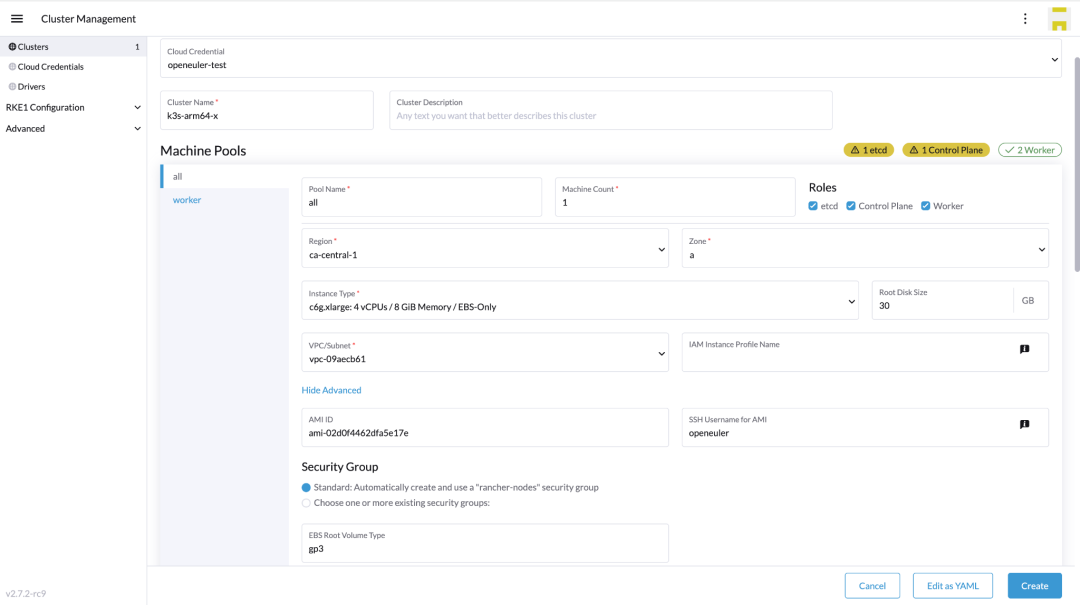 Cluster Management
Clusters 1
Cloud Credentials
Drivers
RKE1 Configuration
Advanced
Cloud Credential
openeuler-test
Cluster Name *
k3s-arm64-x
Cluster Description
Any text you want that better describes this cluster
Machine Pools
1 etcd
1 Control Plane
2 Worker
all
worker
Pool Name *
all
Machine Count *
1
Roles
etcd Control Plane Worker
Region *
ca-central-1
Zone *
a
Instance Type *
c6g.xlarge: 4 vCPUs / 8 GiB Memory / EBS-Only
Root Disk Size
30
GB
VPC/Subnet *
vpc-09aecb61
IAM Instance Profile Name
Hide Advanced
AMI ID
ami-02d0f4462dfa5e17e
SSH Username for AMI
openeuler
Security Group
Standard: Automatically create and use a "rancher-nodes" security group
Choose one or more existing security groups:
EBS Root Volume Type
gp3
Cancel
Edit as YAML
Create
v2.7.2-rc9